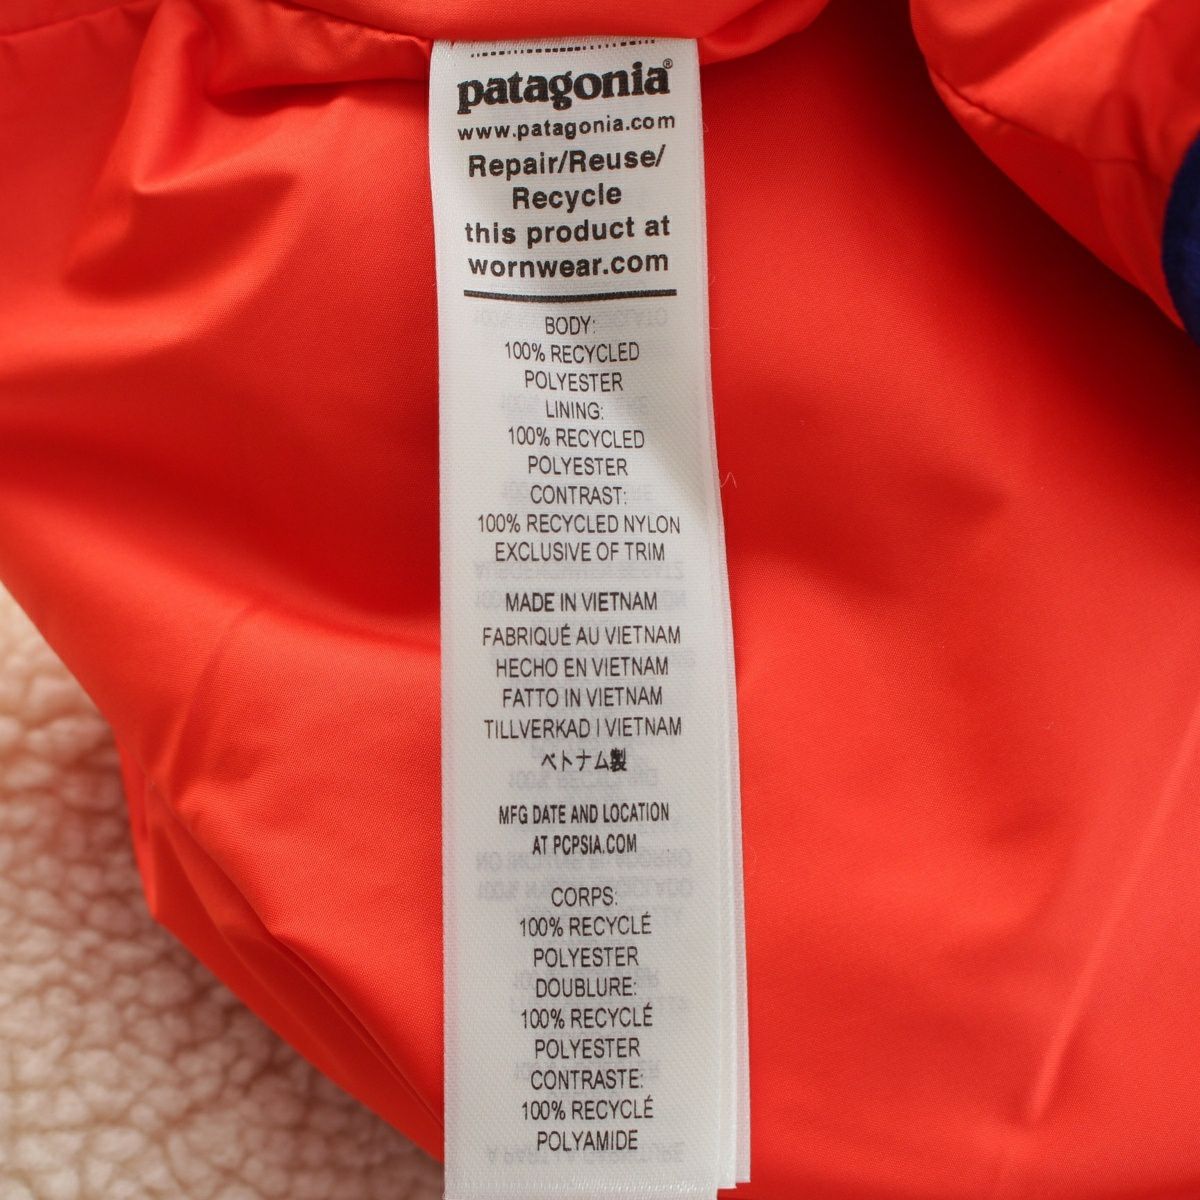 patagonia®
www.patagonia.com
Repair/Reuse/
Recycle
this product at
wornwear.com
BODY:
100% RECYCLED
POLYESTER
LINING:
100% RECYCLED
POLYESTER
CONTRAST:
100% RECYCLED NYLON
EXCLUSIVE OF TRIM
MADE IN VIETNAM
FABRIQUÉ AU VIETNAM
HECHO EN VIETNAM
FATTO IN VIETNAM
TILLVERKAD I VIETNAM
ベトナム製
MFG DATE AND LOCATION
AT PCPSIA.COM
CORPS:
100% RECYCLÉ
POLYESTER
DOUBLURE:
100% RECYCLÉ
POLYESTER
CONTRASTE:
100% RECYCLÉ
POLYAMIDE